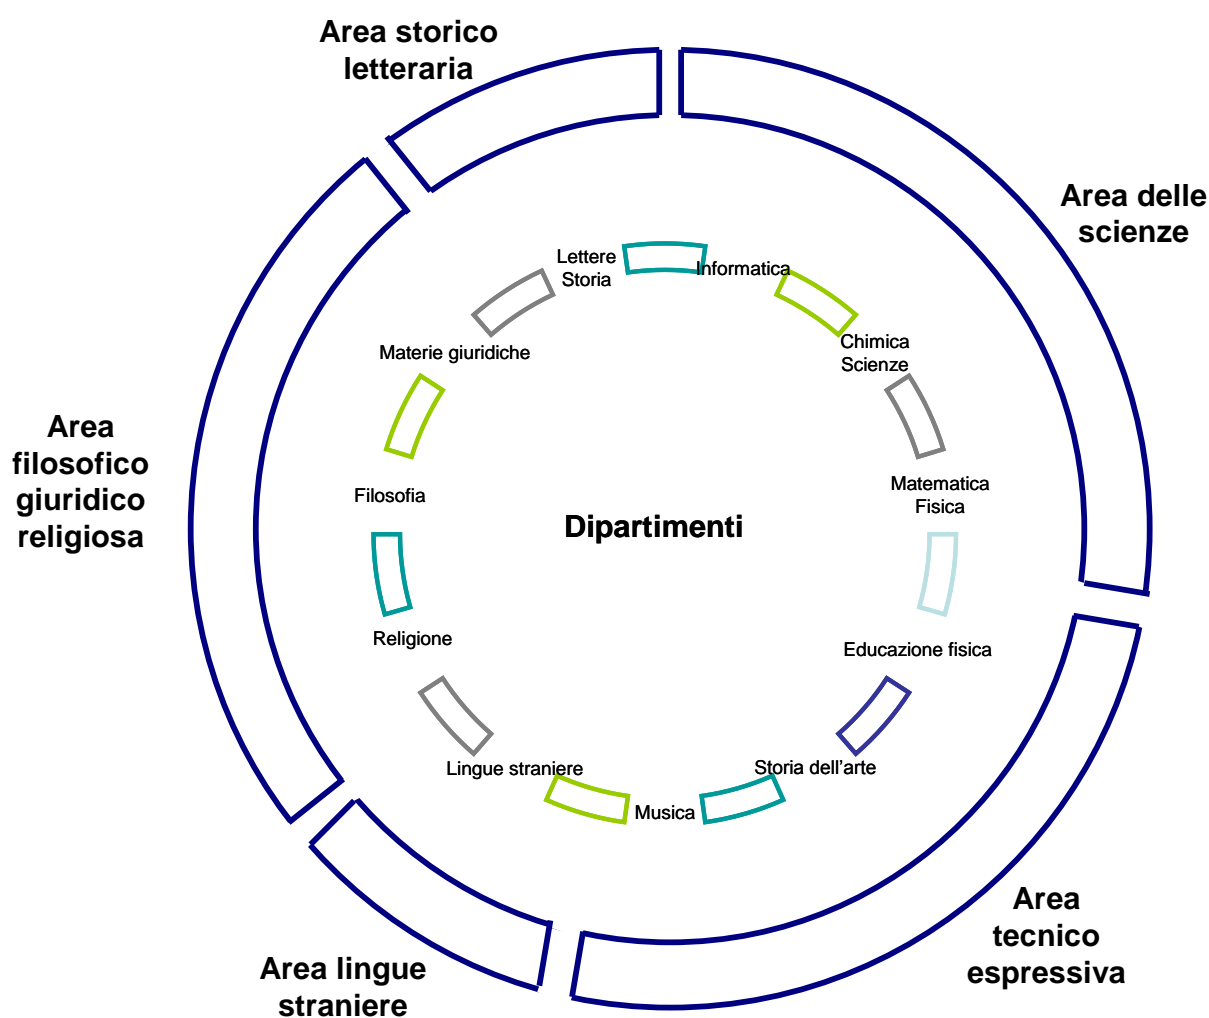 Area storico
letteraria
Area delle
scienze
Lettere
Storia
Informatica
Chimica
Scienze
Materie giuridiche
Area
filosofico
giuridico
religiosa
Filosofia
Matematica
Fisica
Dipartimenti
Religione
Educazione fisica
Lingue straniere
Storia dell'arte
Musica
Area
tecnico
espressiva
Area lingue
straniere